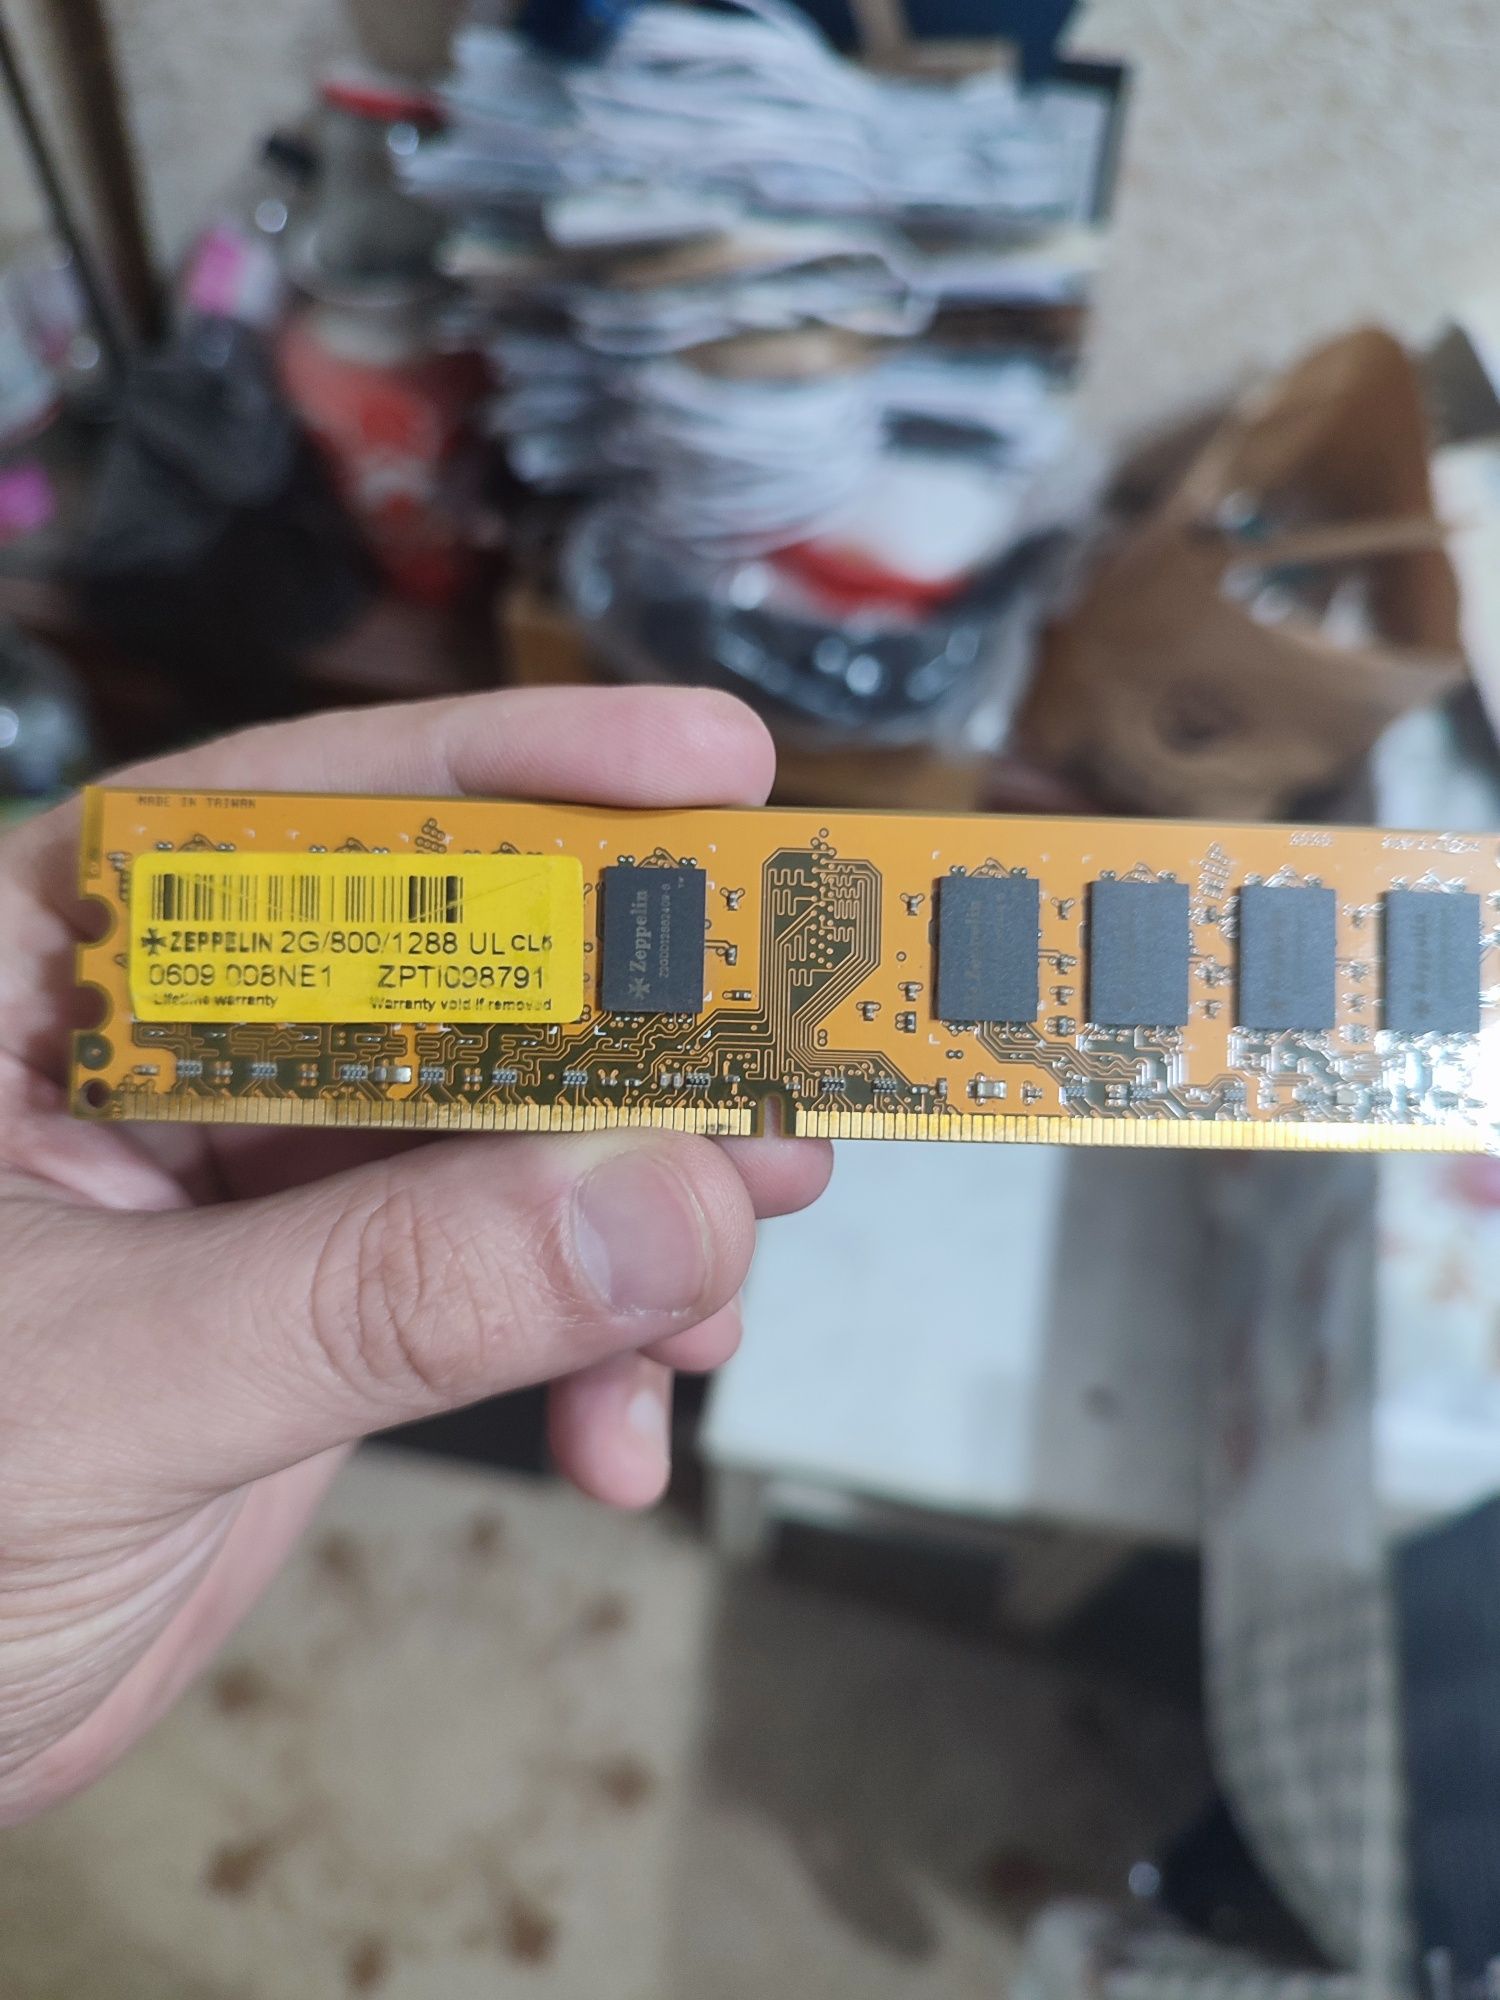 MADE IN TAIWAN
ZEPPELIN 2G/800/1288 UL CL6
0609 008NE1 ZPTI098791
Lifetime warranty Warranty void if removed
Zeppelin
Zeppelin